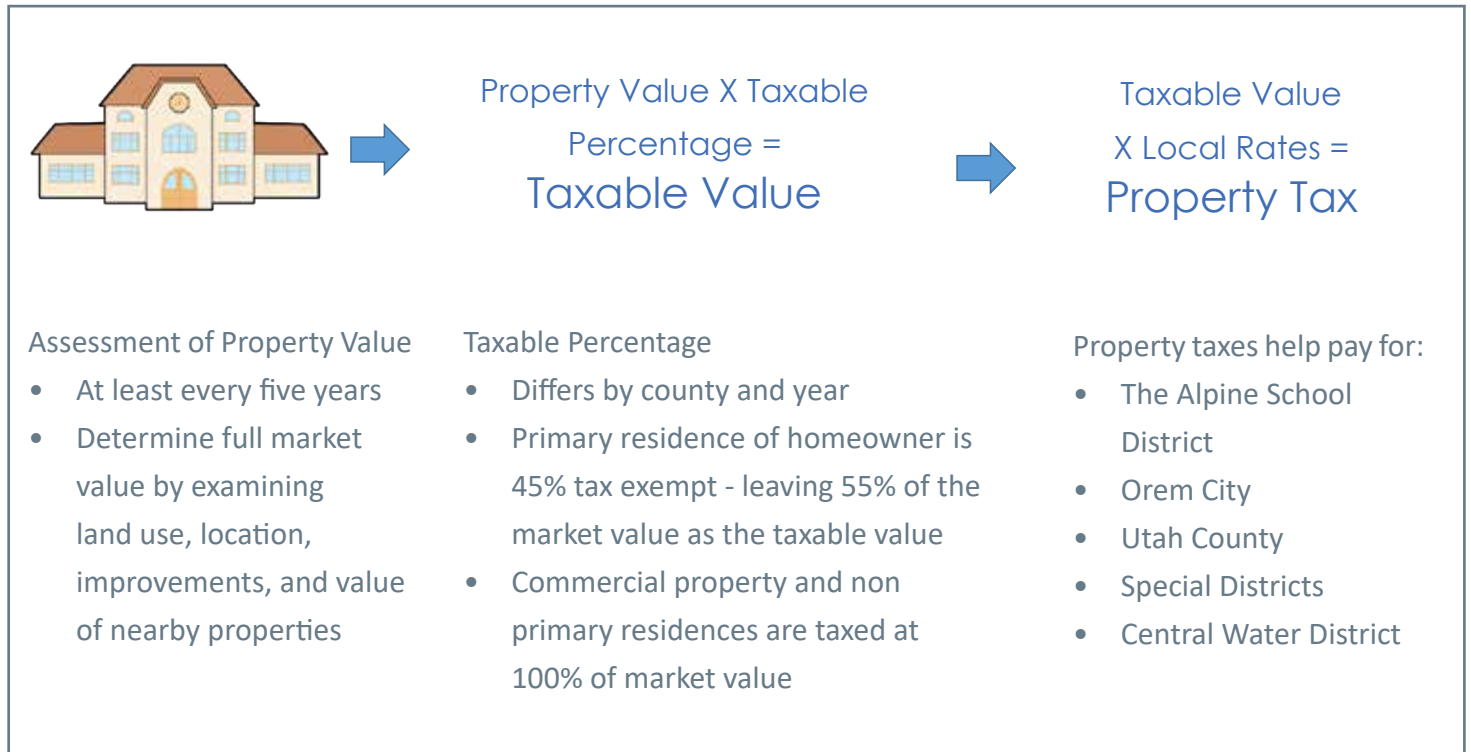 Property Value X Taxable
Percentage =
Taxable Value
Taxable Value
X Local Rates =
Property Tax
Assessment of Property Value
• At least every five years
• Determine full market
value by examining
land use, location,
improvements, and value
of nearby properties
Taxable Percentage
• Differs by county and year
• Primary residence of homeowner is
45% tax exempt - leaving 55% of the
market value as the taxable value
• Commercial property and non
primary residences are taxed at
100% of market value
Property taxes help pay for:
• The Alpine School
District
• Orem City
• Utah County
• Special Districts
• Central Water District